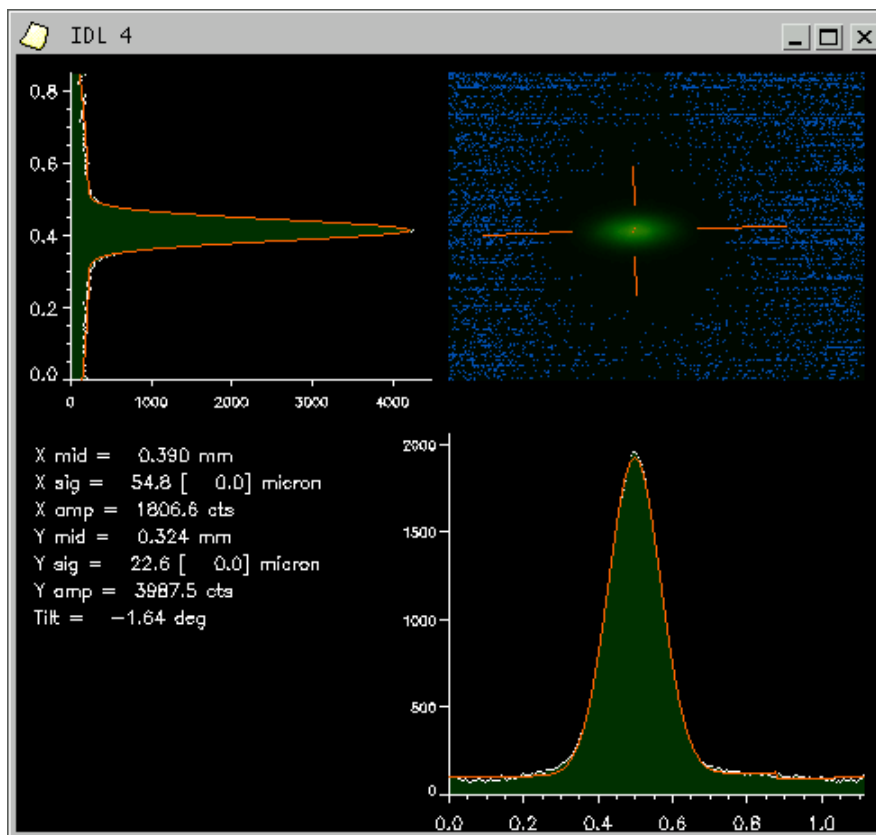 IDL 4
0.8
0.6
0.4
0.2
0.0
0 1000 2000 3000 4000
X mid = 0.390 mm
X sig = 54.8 [ 0.0] micron
X amp = 1806.6 cts
Y mid = 0.324 mm
Y sig = 22.6 [ 0.0] micron
Y amp = 3987.5 cts
Tilt = -1.64 deg
2000
1500
1000
500
0
0.0 0.2 0.4 0.6 0.8 1.0